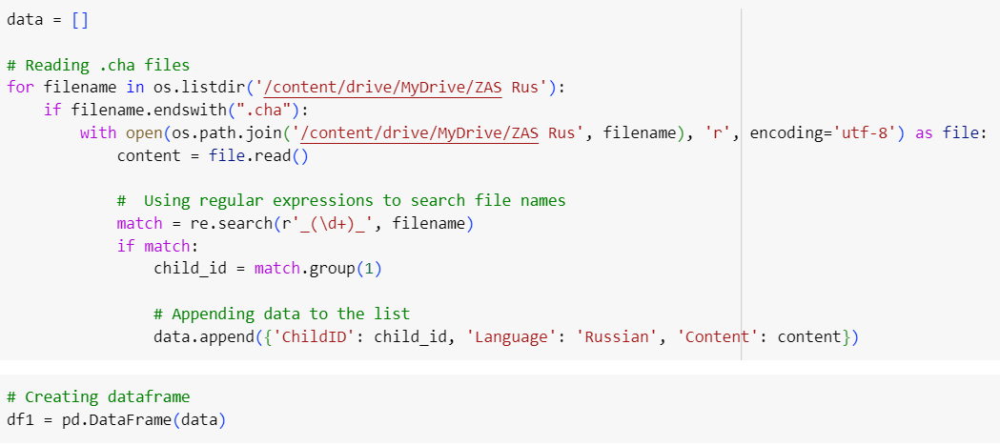 data = []
# Reading .cha files
for filename in os.listdir('/content/drive/MyDrive/ZAS Rus'):
    if filename.endswith(".cha"):
        with open(os.path.join('/content/drive/MyDrive/ZAS Rus', filename), 'r', encoding='utf-8') as file:
            content = file.read()
            #  Using regular expressions to search file names
            match = re.search(r'_(\d+)_', filename)
            if match:
                child_id = match.group(1)
                # Appending data to the list
                data.append({'ChildID': child_id, 'Language': 'Russian', 'Content': content})
# Creating dataframe
df1 = pd.DataFrame(data)